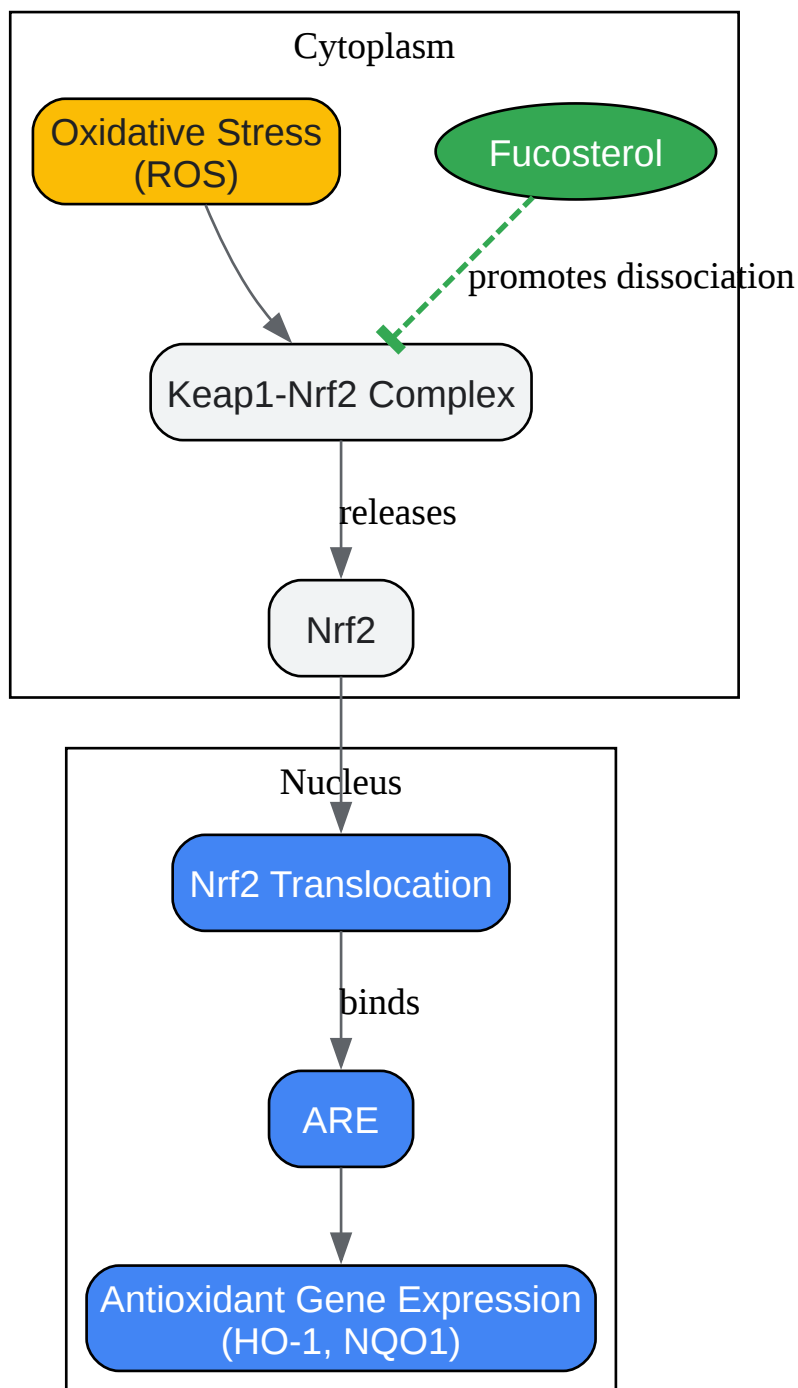 Cytoplasm
Oxidative Stress
(ROS)
Fucosterol
promotes dissociation
Keap1-Nrf2 Complex
releases
Nrf2
Nucleus
Nrf2 Translocation
binds
ARE
Antioxidant Gene Expression
(HO-1, NQO1)